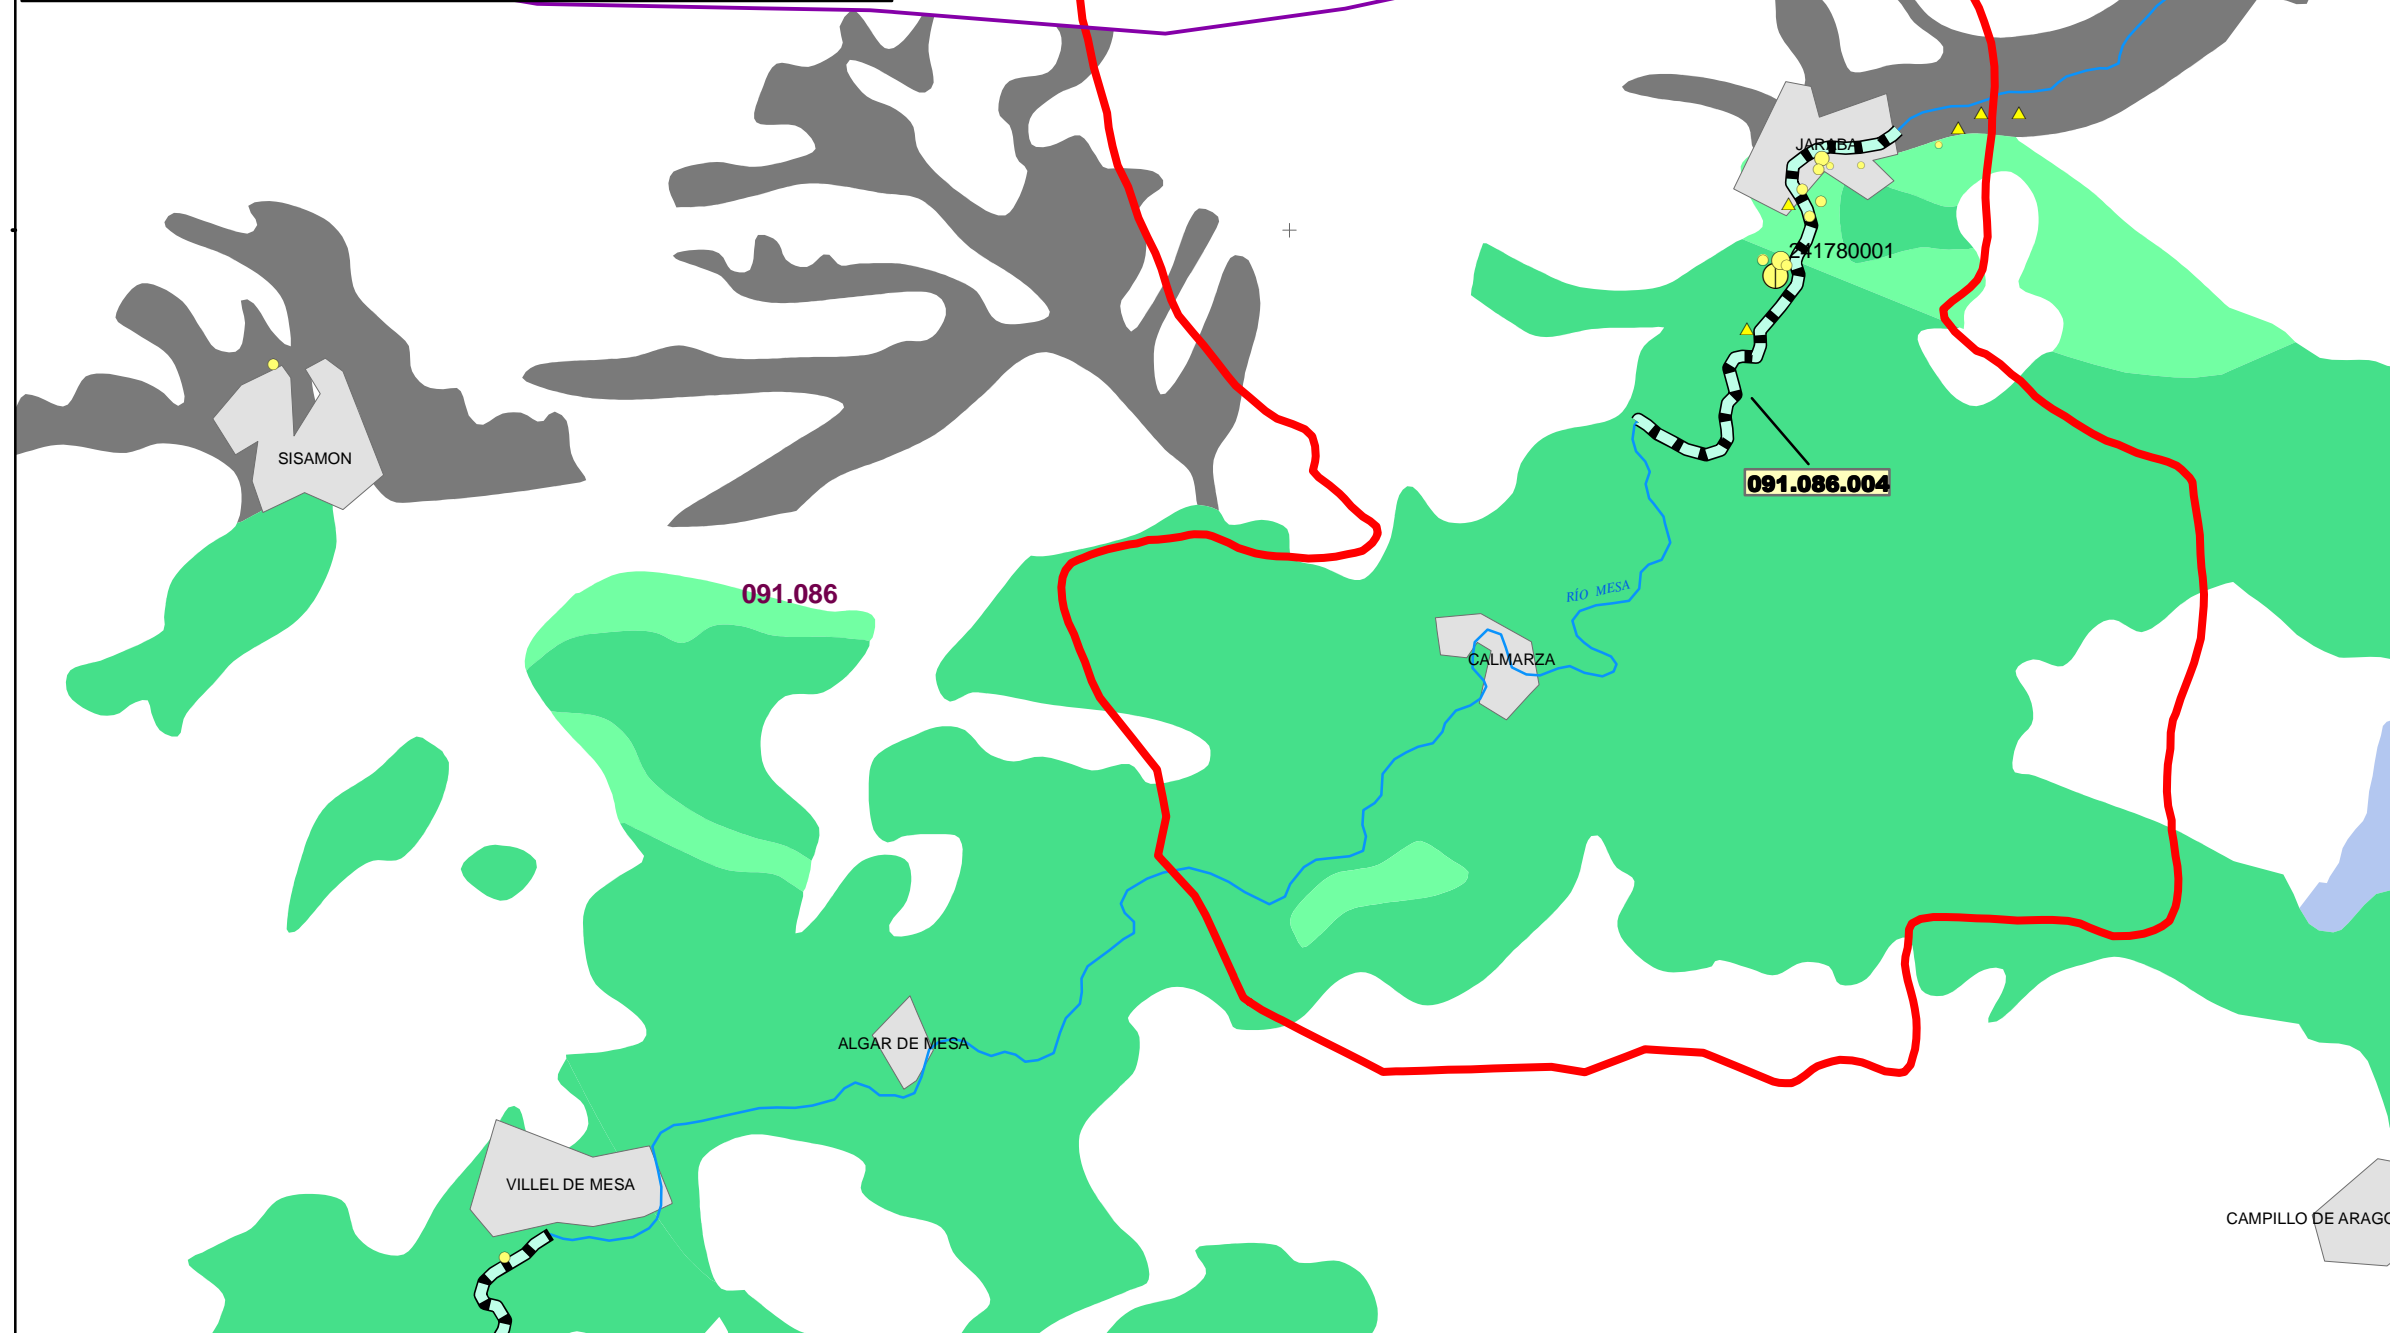 JARABA
241780001
SISAMON
091.086.004
091.086
RÍO MESA
CALMARZA
ALGAR DE MESA
VILLEL DE MESA
CAMPILLO DE ARAGO